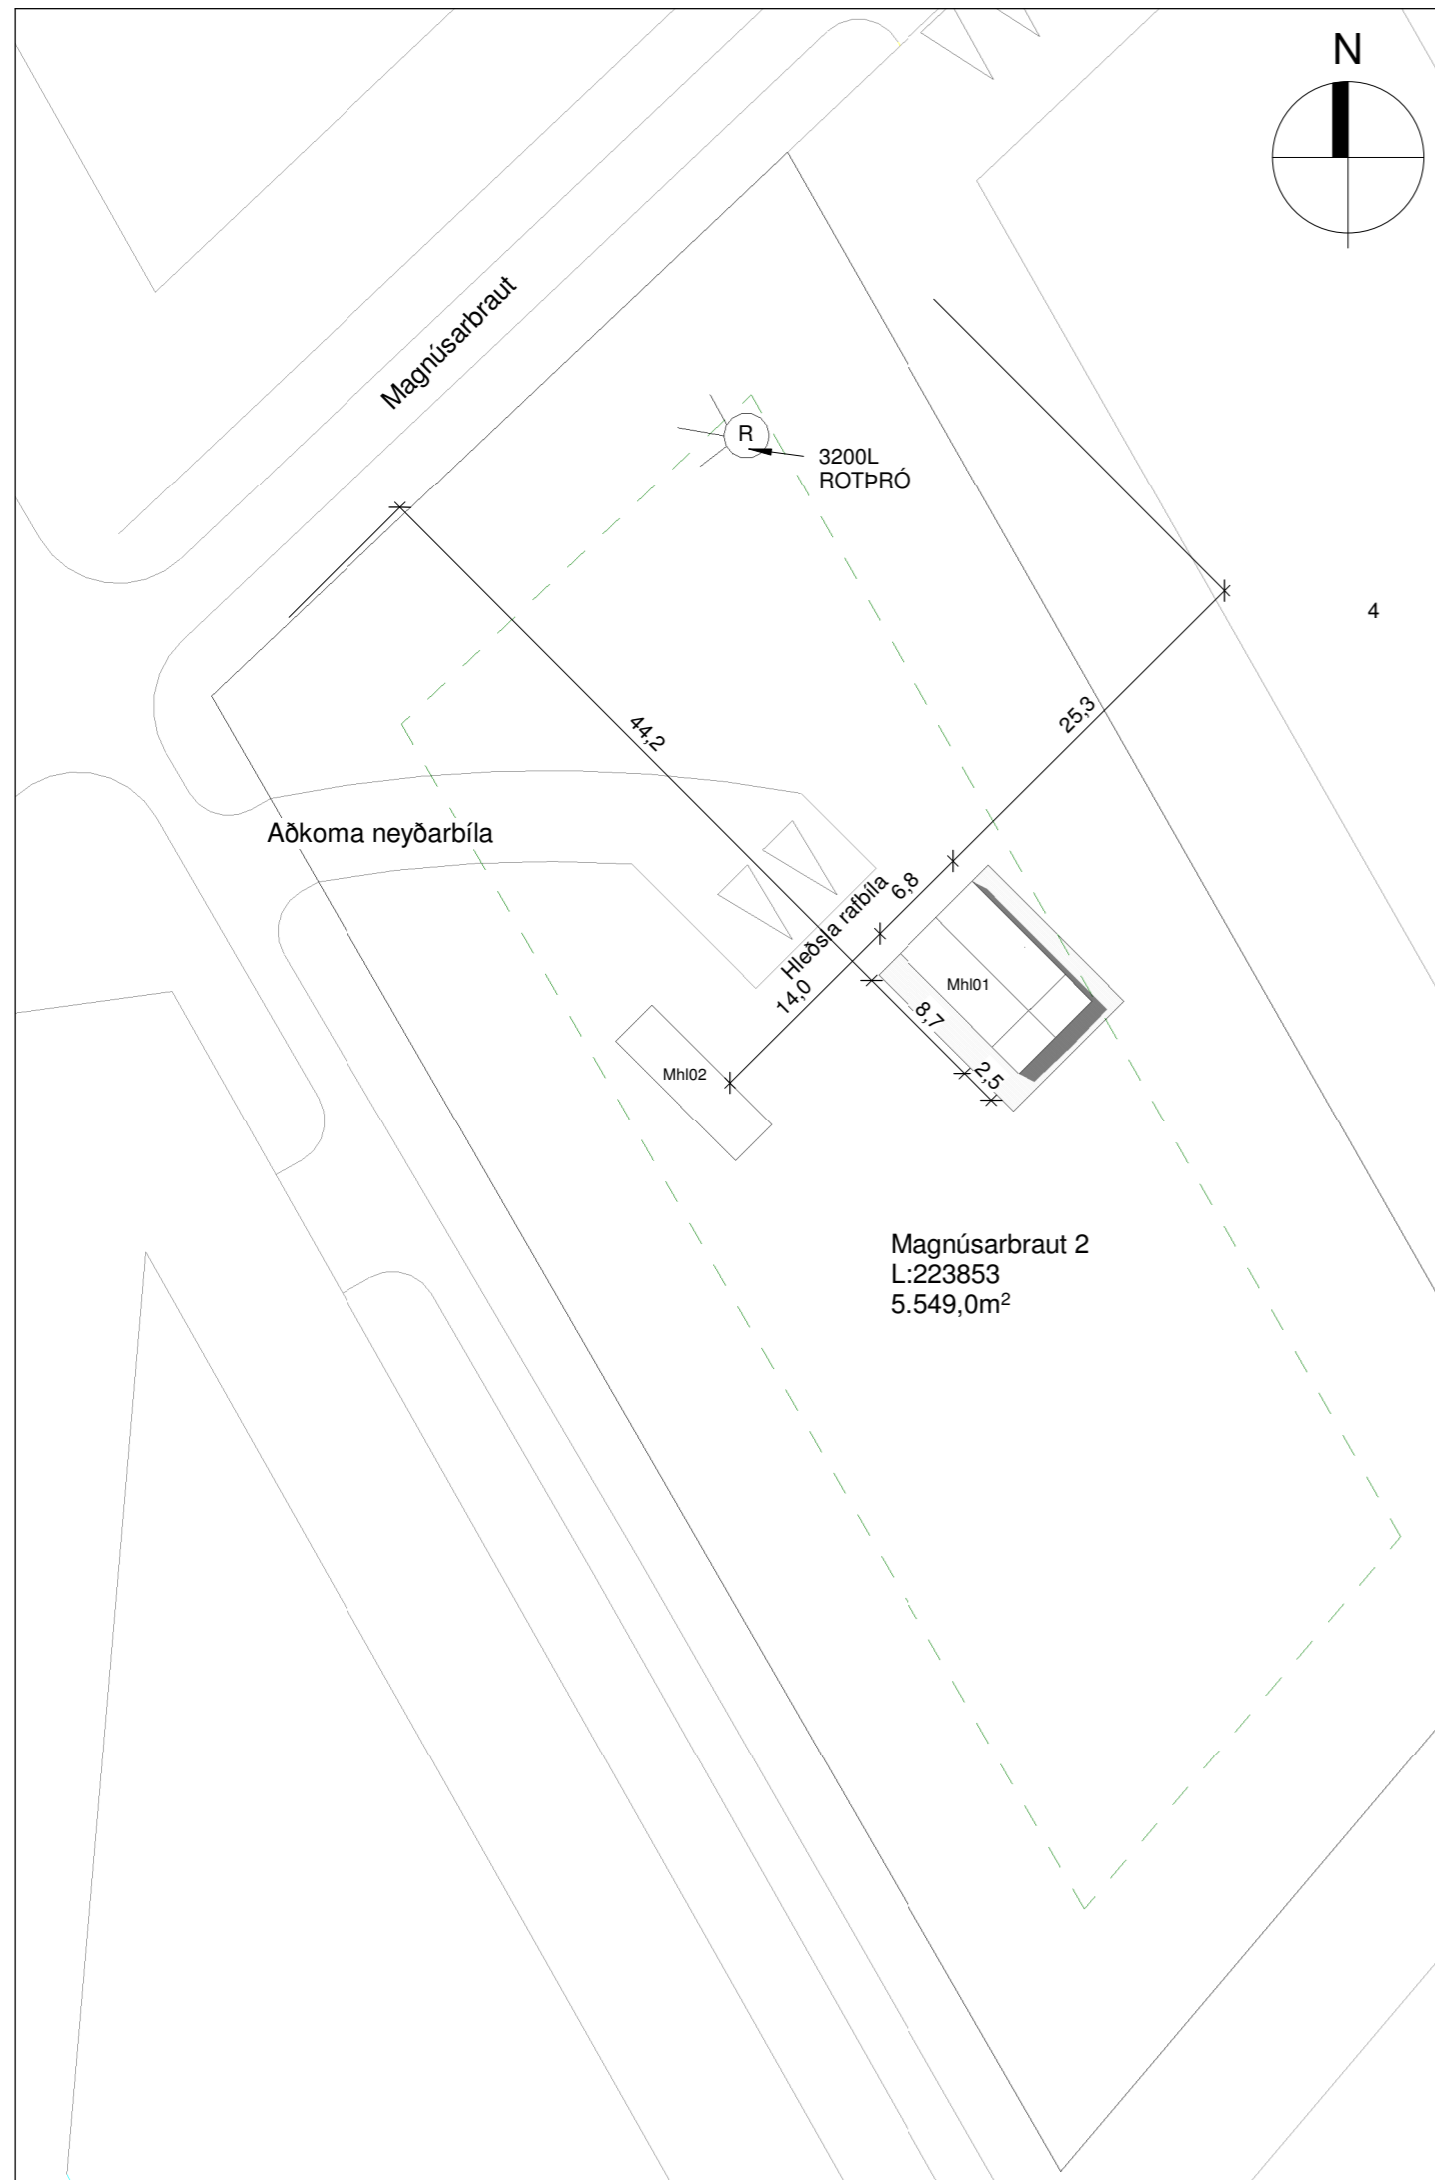 N
Magnúsarbraut
R
3200L
ROTÞRÓ
4
44,2
25,3
Aðkoma neyðarbíla
6,8
Hleðsla rafbíla
14,0
Mhl01
8,7
2,5
Mhl02
Magnúsarbraut 2
L:223853
5.549,0m²